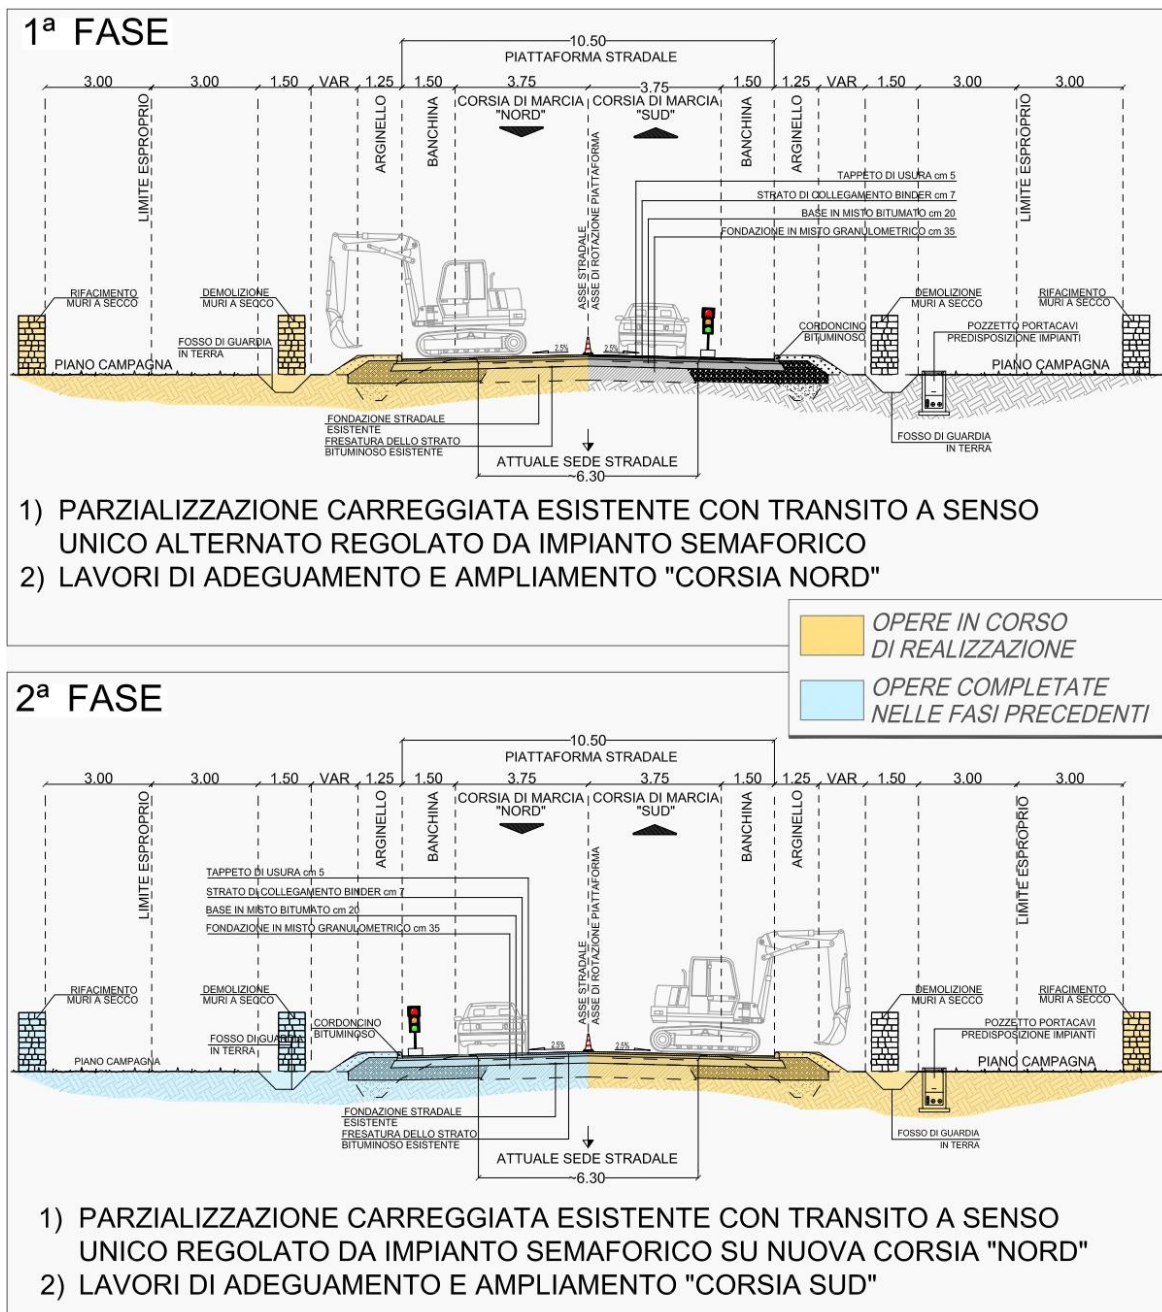 1ª FASE
10.50
PIATTAFORMA STRADALE
3.00 3.00 1.50 VAR 1.25 1.50 3.75 3.75 1.50 1.25 VAR 1.50 3.00 3.00
LIMITE ESPROPRIO
ARGINELLO
BANCHINA
CORSIA DI MARCIA
"NORD"
CORSIA DI MARCIA
"SUD"
BANCHINA
ARGINELLO
LIMITE ESPROPRIO
ASSE STRADALE
ASSE DI ROTAZIONE PIATTAFORMA
TAPPETO DI USURA cm 5
STRATO DI COLLEGAMENTO BINDER cm 7
BASE IN MISTO BITUMATO cm 20
FONDAZIONE IN MISTO GRANULOMETRICO cm 35
RIFACIMENTO
MURI A SECCO
DEMOLIZIONE
MURI A SECCO
DEMOLIZIONE
MURI A SECCO
RIFACIMENTO
MURI A SECCO
FOSSO DI GUARDIA
IN TERRA
CORDONCINO
BITUMINOSO
POZZETTO PORTACAVI
PREDISPOSIZIONE IMPIANTI
2.5% 2.5%
PIANO CAMPAGNA
PIANO CAMPAGNA
FONDAZIONE STRADALE
ESISTENTE
FRESATURA DELLO STRATO
BITUMINOSO ESISTENTE
FOSSO DI GUARDIA
IN TERRA
ATTUALE SEDE STRADALE
~6.30
1) PARZIALIZZAZIONE CARREGGIATA ESISTENTE CON TRANSITO A SENSO
UNICO ALTERNATO REGOLATO DA IMPIANTO SEMAFORICO
2) LAVORI DI ADEGUAMENTO E AMPLIAMENTO "CORSIA NORD"
OPERE IN CORSO
DI REALIZZAZIONE
OPERE COMPLETATE
NELLE FASI PRECEDENTI
2ª FASE
10.50
PIATTAFORMA STRADALE
3.00 3.00 1.50 VAR 1.25 1.50 3.75 3.75 1.50 1.25 VAR 1.50 3.00 3.00
LIMITE ESPROPRIO
ARGINELLO
BANCHINA
CORSIA DI MARCIA
"NORD"
CORSIA DI MARCIA
"SUD"
BANCHINA
ARGINELLO
LIMITE ESPROPRIO
ASSE STRADALE
ASSE DI ROTAZIONE PIATTAFORMA
TAPPETO DI USURA cm 5
STRATO DI COLLEGAMENTO BINDER cm 7
BASE IN MISTO BITUMATO cm 20
FONDAZIONE IN MISTO GRANULOMETRICO cm 35
RIFACIMENTO
MURI A SECCO
DEMOLIZIONE
MURI A SECCO
DEMOLIZIONE
MURI A SECCO
RIFACIMENTO
MURI A SECCO
FOSSO DI GUARDIA
IN TERRA
CORDONCINO
BITUMINOSO
POZZETTO PORTACAVI
PREDISPOSIZIONE IMPIANTI
2.5% 2.5%
PIANO CAMPAGNA
PIANO CAMPAGNA
FONDAZIONE STRADALE
ESISTENTE
FRESATURA DELLO STRATO
BITUMINOSO ESISTENTE
FOSSO DI GUARDIA
IN TERRA
ATTUALE SEDE STRADALE
~6.30
1) PARZIALIZZAZIONE CARREGGIATA ESISTENTE CON TRANSITO A SENSO
UNICO REGOLATO DA IMPIANTO SEMAFORICO SU NUOVA CORSIA "NORD"
2) LAVORI DI ADEGUAMENTO E AMPLIAMENTO "CORSIA SUD"